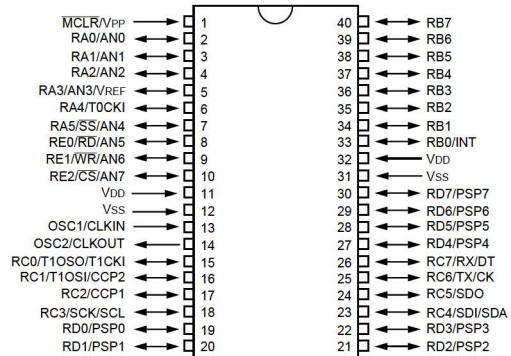 MCLR/VPP 1 40 RB7
RA0/AN0 2 39 RB6
RA1/AN1 3 38 RB5
RA2/AN2 4 37 RB4
RA3/AN3/VREF 5 36 RB3
RA4/T0CKI 6 35 RB2
RA5/SS/AN4 7 34 RB1
RE0/RD/AN5 8 33 RB0/INT
RE1/WR/AN6 9 32 VDD
RE2/CS/AN7 10 31 VSS
VDD 11 30 RD7/PSP7
VSS 12 29 RD6/PSP6
OSC1/CLKIN 13 28 RD5/PSP5
OSC2/CLKOUT 14 27 RD4/PSP4
RC0/T1OSO/T1CKI 15 26 RC7/RX/DT
RC1/T1OSI/CCP2 16 25 RC6/TX/CK
RC2/CCP1 17 24 RC5/SDO
RC3/SCK/SCL 18 23 RC4/SDI/SDA
RD0/PSP0 19 22 RD3/PSP3
RD1/PSP1 20 21 RD2/PSP2